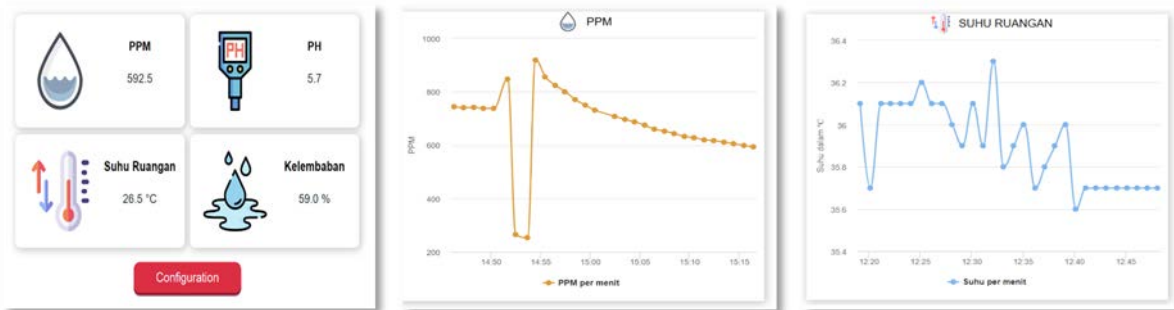 PPM
592.5
PH
PH
5.7
Suhu Ruangan
26.5 °C
Kelembaban
59.0 %
Configuration
PPM
1000
800
600
400
200
PPM
14:50
14:55
15:00
15:05
15:10
15:15
PPM per menit
SUHU RUANGAN
36.4
36.2
36
35.8
35.6
35.4
Suhu dalam °C
12:20
12:25
12:30
12:35
12:40
12:45
Suhu per menit